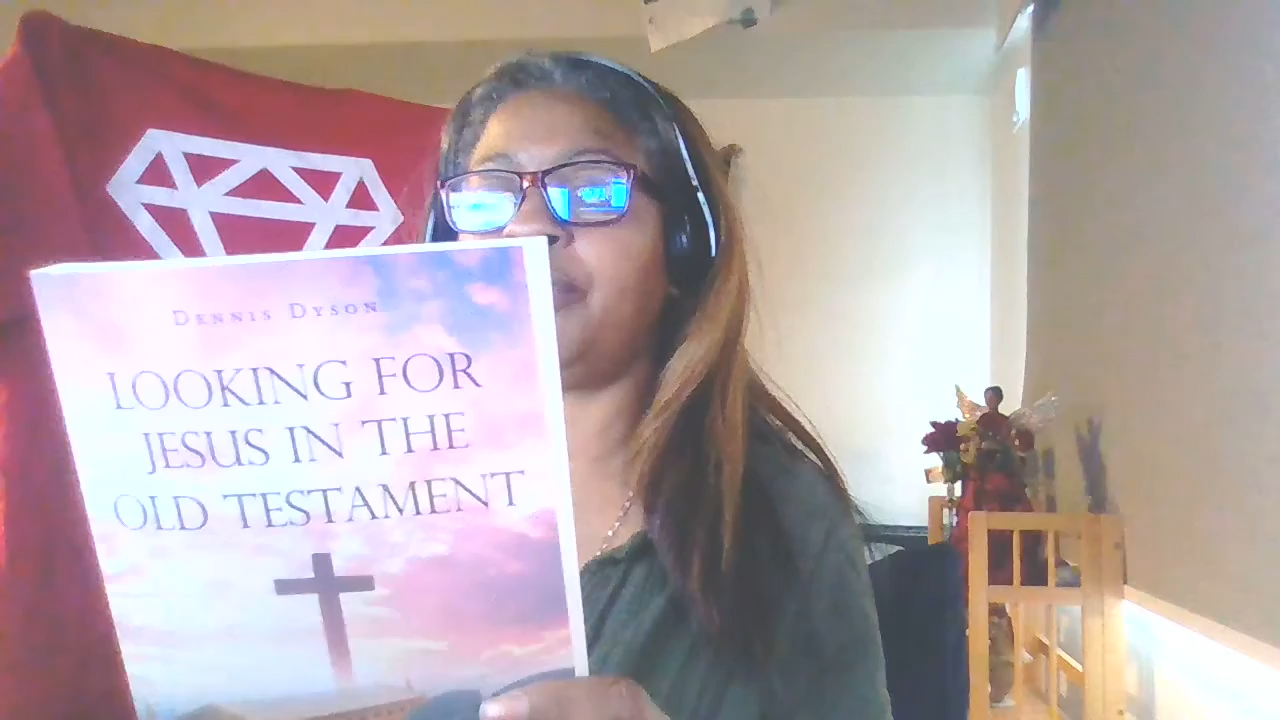 DENNIS DYSON
LOOKING FOR
JESUS IN THE
OLD TESTAMENT